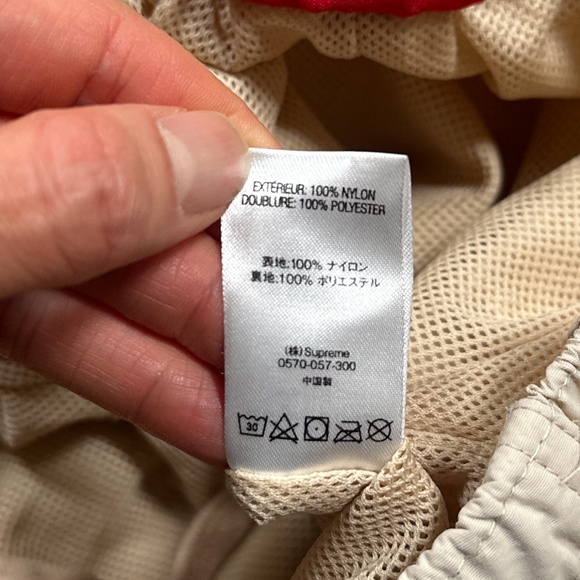 EXTÉRIEUR: 100% NYLON
DOUBLURE: 100% POLYESTER
表地:100% ナイロン
裏地:100% ポリエステル
(株)Supreme
0570-057-300
中国製
30